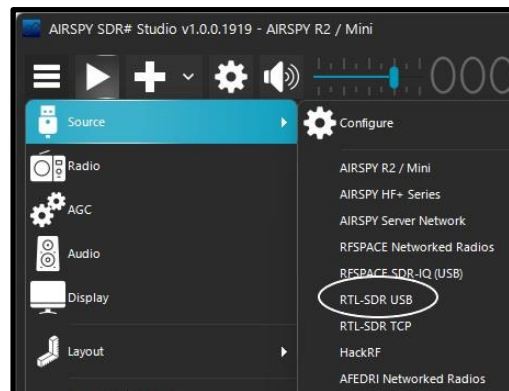 AIRSPY SDR# Studio v1.0.0.1919 - AIRSPY R2 / Mini
000
Source
Radio
AGC
Audio
Display
Layout
Configure
AIRSPY R2 / Mini
AIRSPY HF+ Series
AIRSPY Server Network
RFSPACE Networked Radios
RFSPACE SDR-IQ (USB)
RTL-SDR USB
RTL-SDR TCP
HackRF
AFEDRI Networked Radios